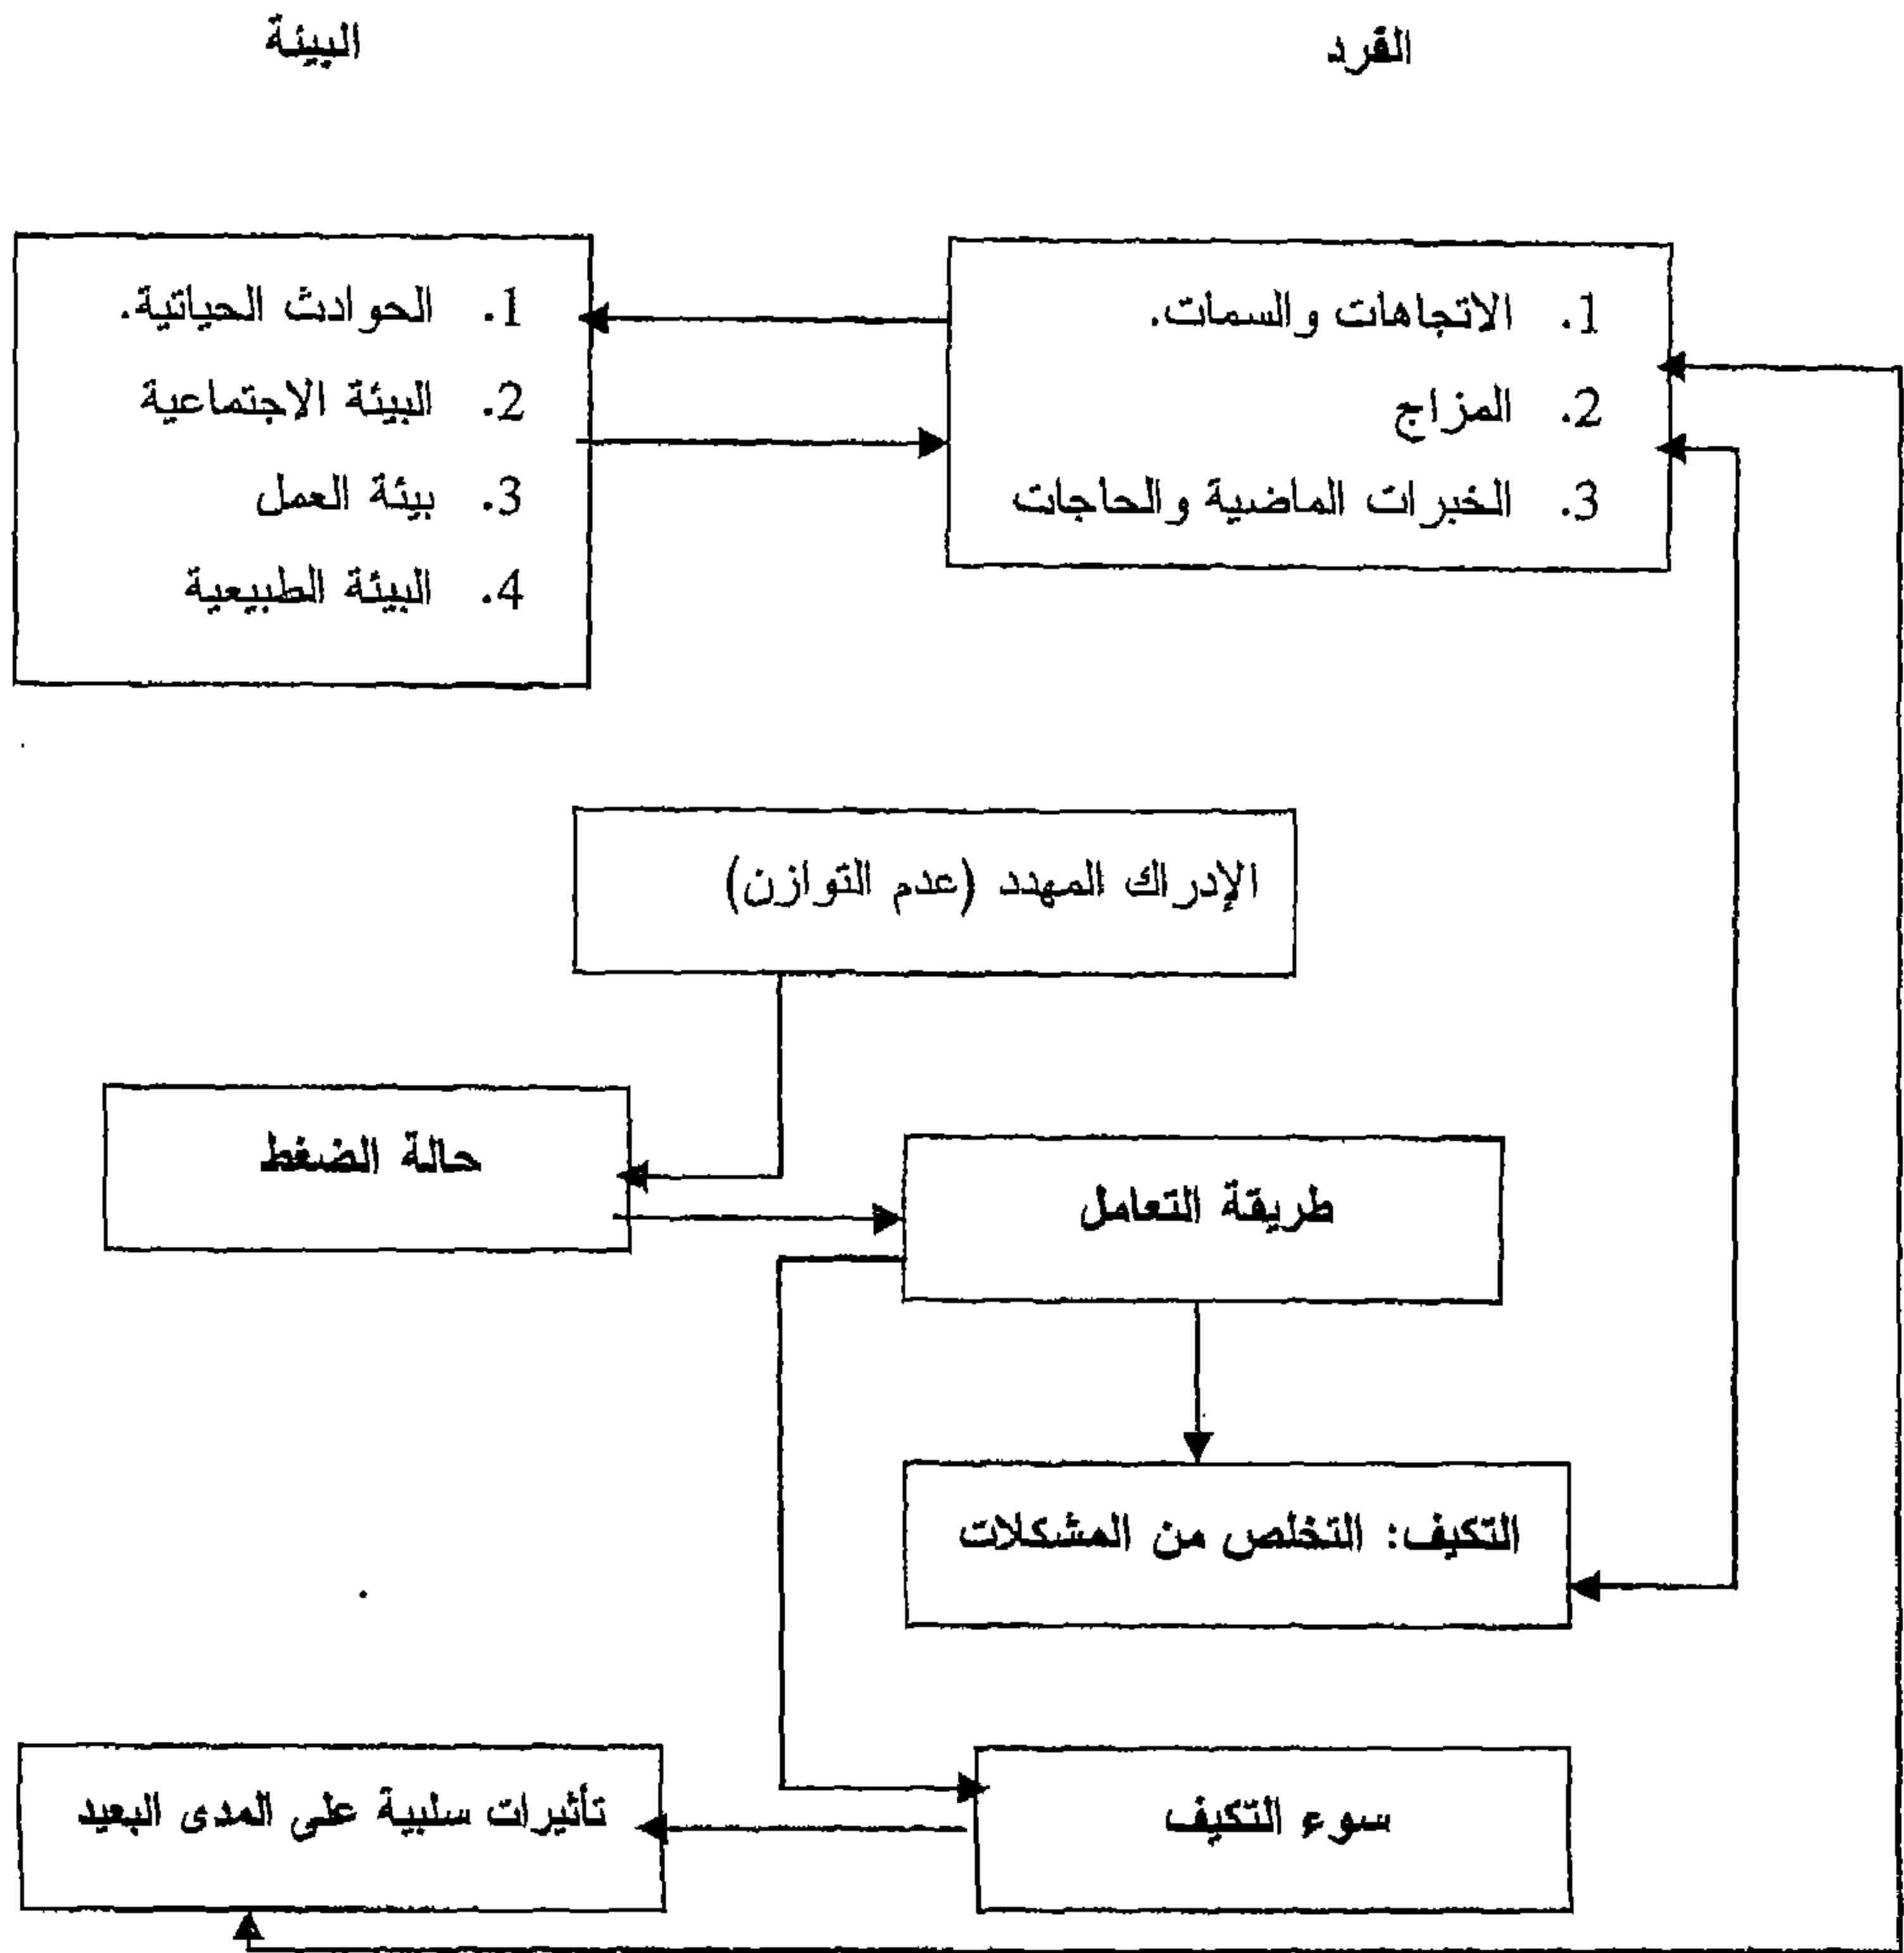 الفرد
البيئة
1. الاتجاهات والسمات.
2. المزاج
3. الخبرات الماضية والحاجات
1. الحوادث الحياتية.
2. البيئة الاجتماعية
3. بيئة العمل
4. البيئة الطبيعية
الإدراك المهدد (عدم التوازن)
حالة الضغط
طريقة التعامل
التكيف: التخلص من المشكلات
سوء التكيف
تأثيرات سلبية على المدى البعيد